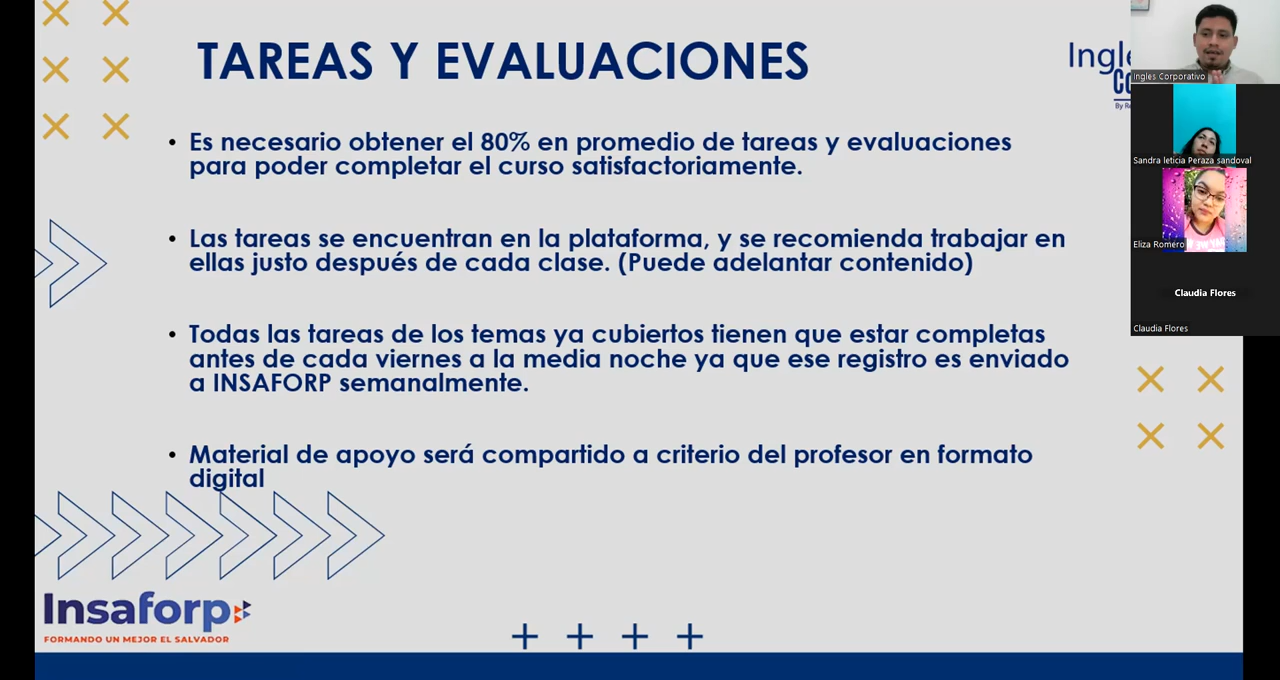 TAREAS Y EVALUACIONES
• Es necesario obtener el 80% en promedio de tareas y evaluaciones
para poder completar el curso satisfactoriamente.
• Las tareas se encuentran en la plataforma, y se recomienda trabajar en
ellas justo después de cada clase. (Puede adelantar contenido)
• Todas las tareas de los temas ya cubiertos tienen que estar completas
antes de cada viernes a la media noche ya que ese registro es enviado
a INSAFORP semanalmente.
• Material de apoyo será compartido a criterio del profesor en formato
digital
Insaforp
FORMANDO UN MEJOR EL SALVADOR
Ingles Corporativo
Sandra leticia Peraza sandoval
Eliza Romero
Claudia Flores
Claudia Flores